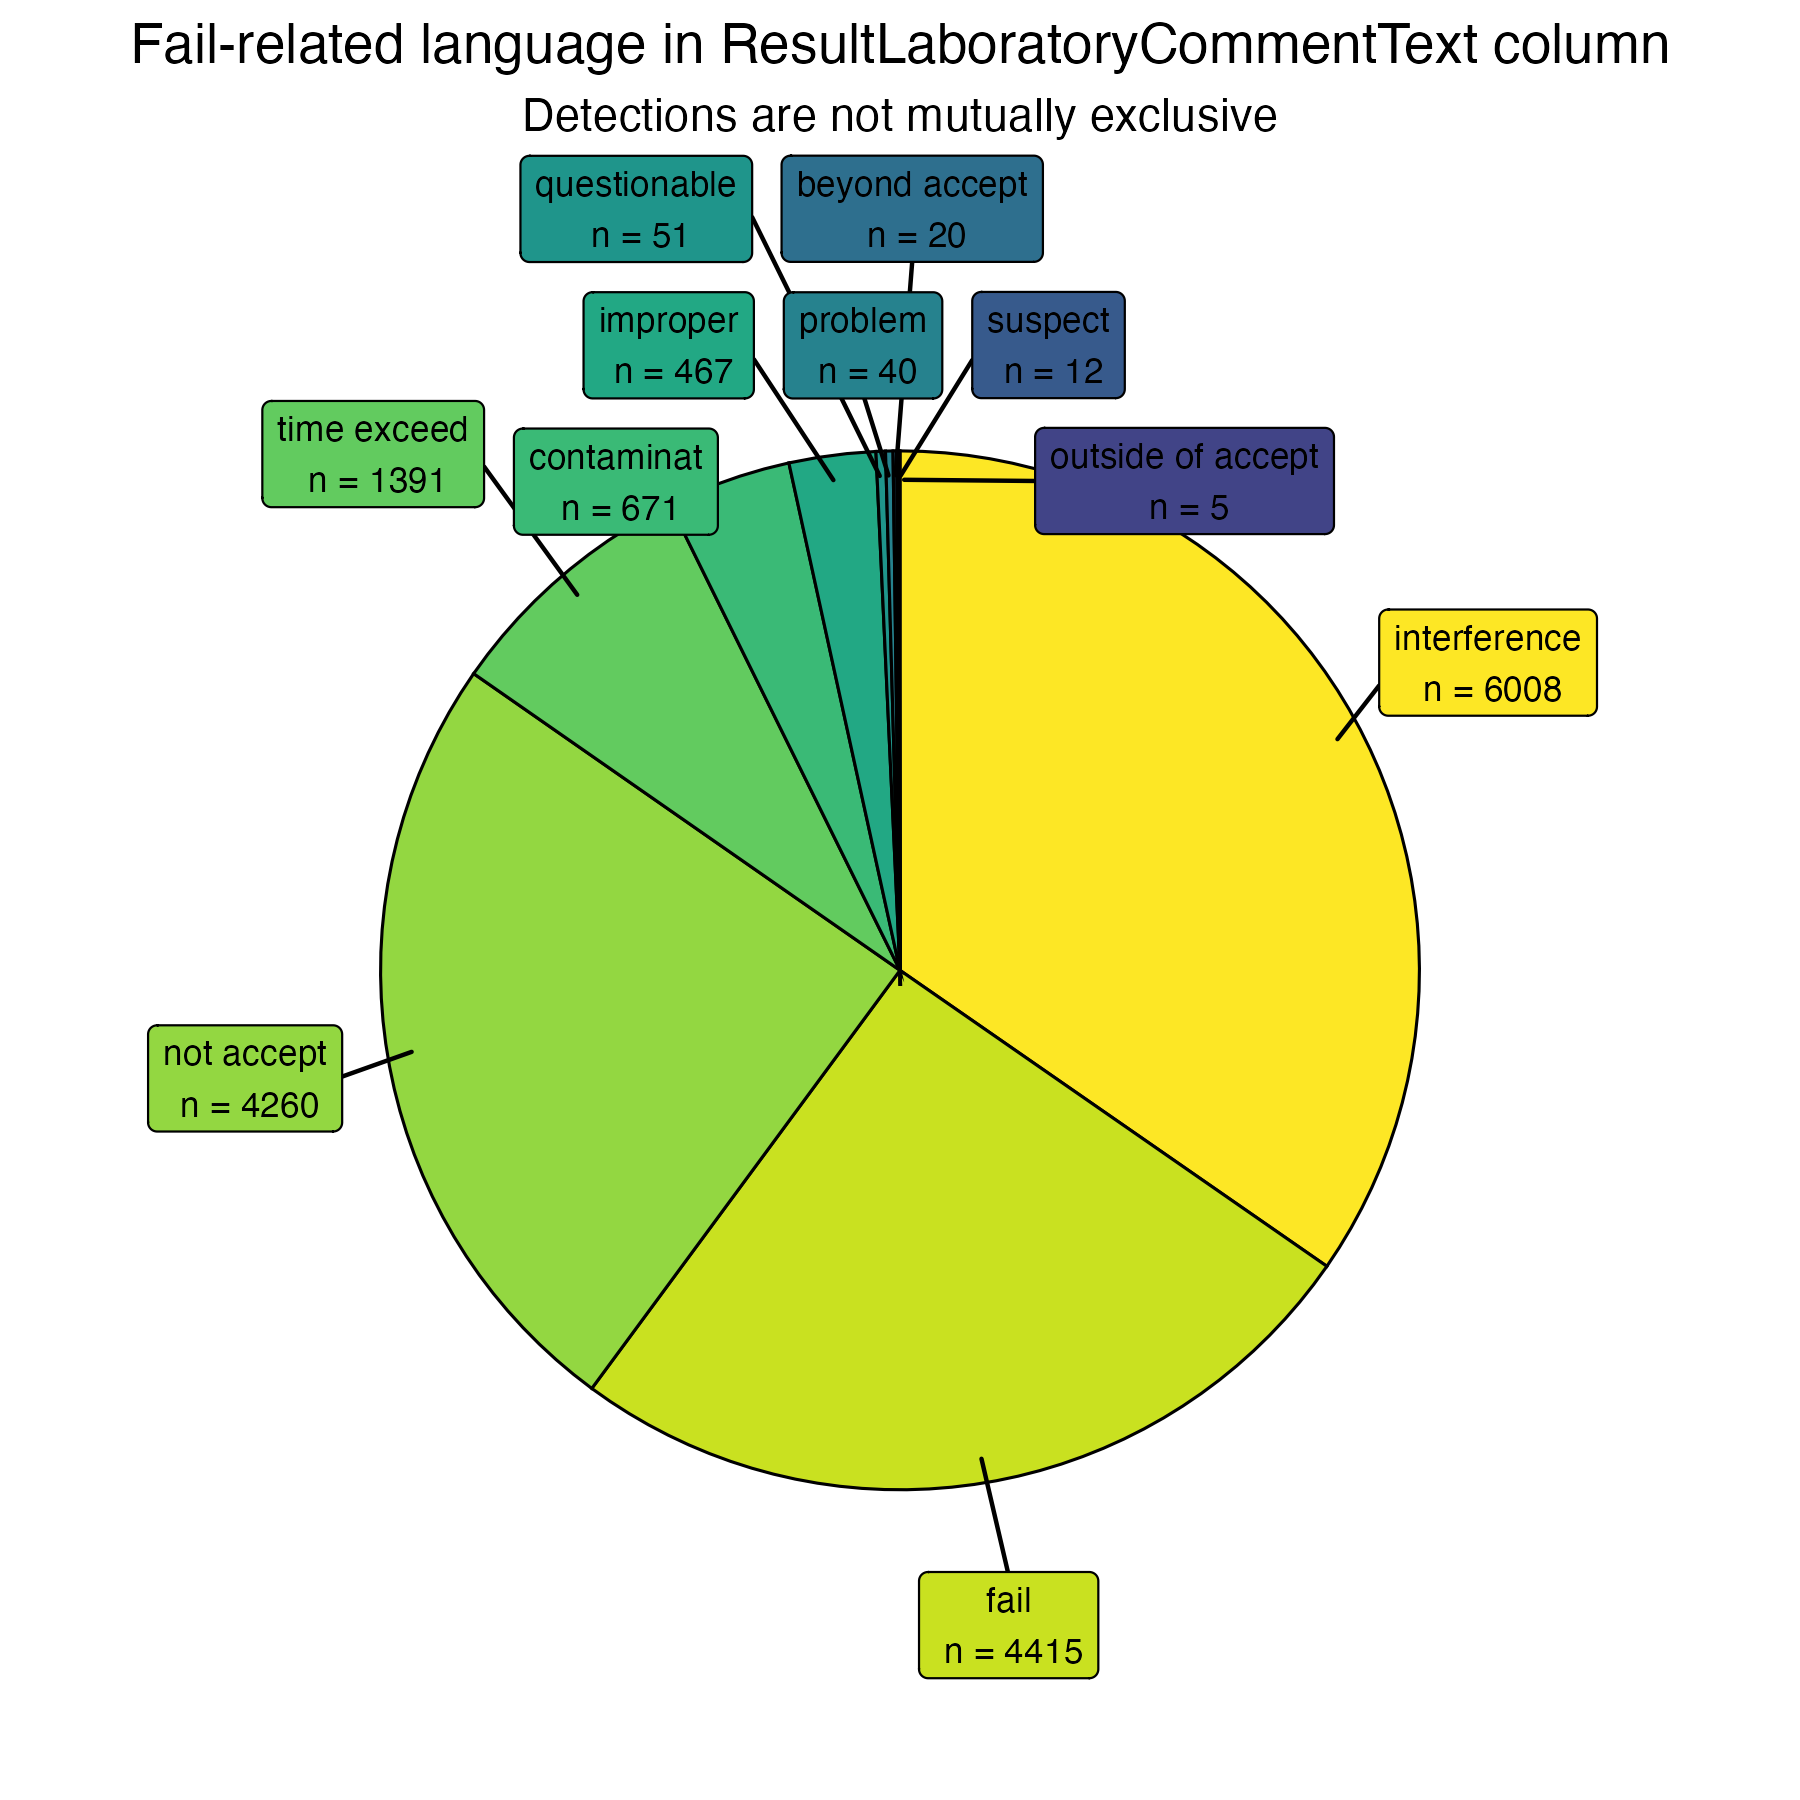 Fail-related language in ResultLaboratoryCommentText column
Detections are not mutually exclusive
questionable
n = 51
beyond accept
n = 20
improper
n = 467
problem
n = 40
suspect
n = 12
time exceed
n = 1391
contaminat
n = 671
outside of accept
n = 5
interference
n = 6008
not accept
n = 4260
fail
n = 4415